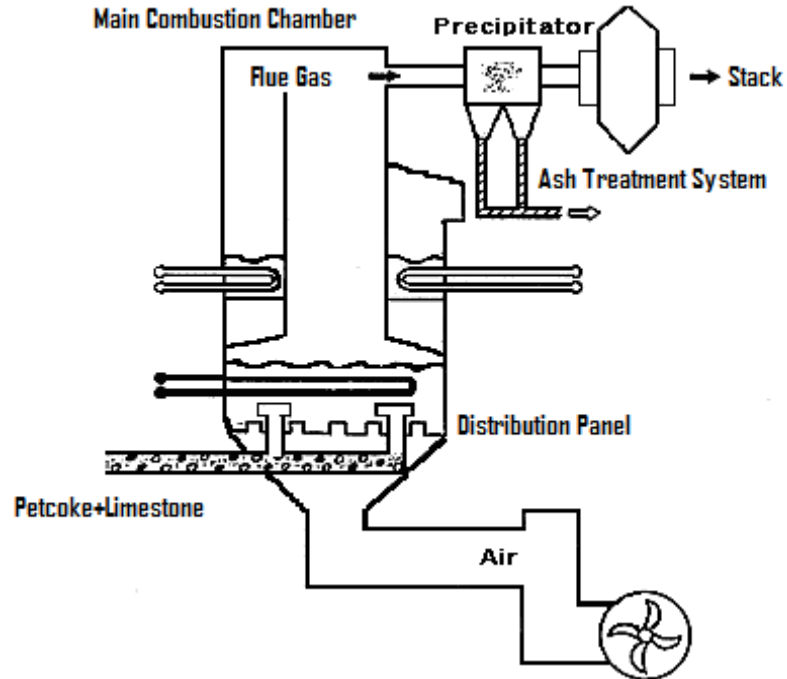 Main Combustion Chamber
Precipitator
Flue Gas
Stack
Ash Treatment System
Distribution Panel
Petcoke+Limestone
Air